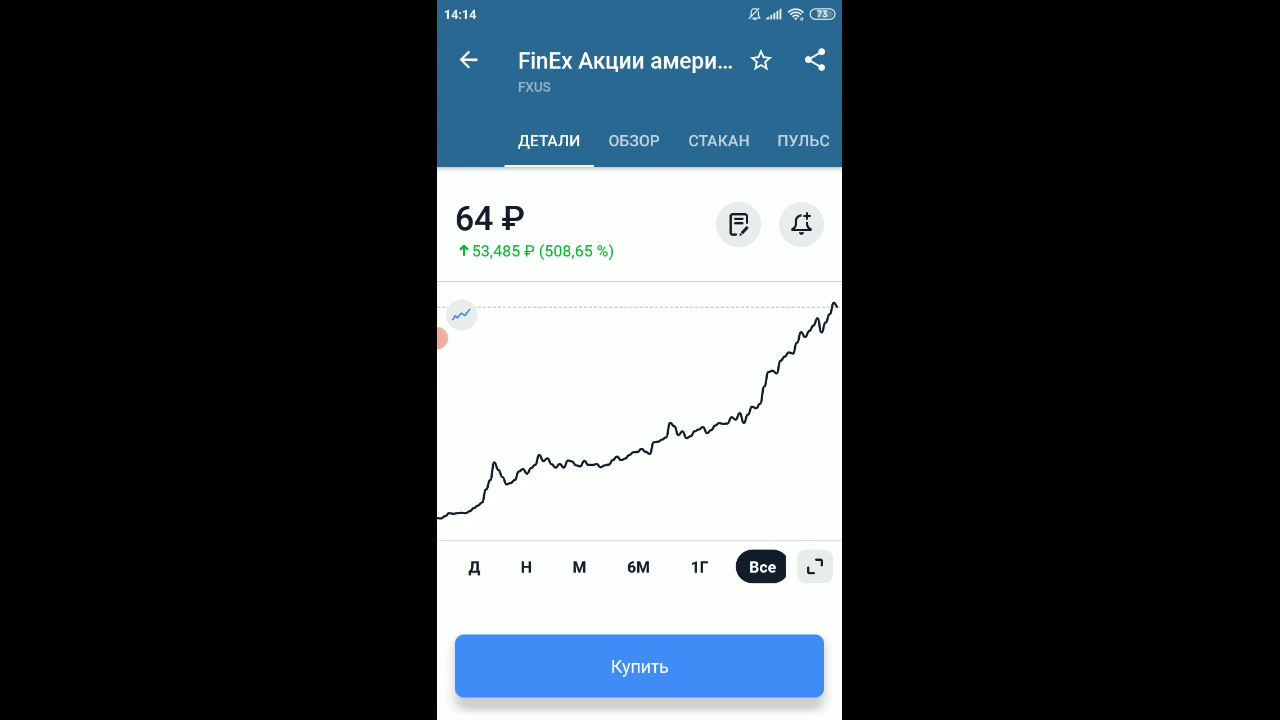 14:14
73
FinEx Акции амери...
FXUS
ДЕТАЛИ ОБЗОР СТАКАН ПУЛЬС
64 ₽
53,485 ₽ (508,65 %)
Д Н М 6М 1Г Все
Купить